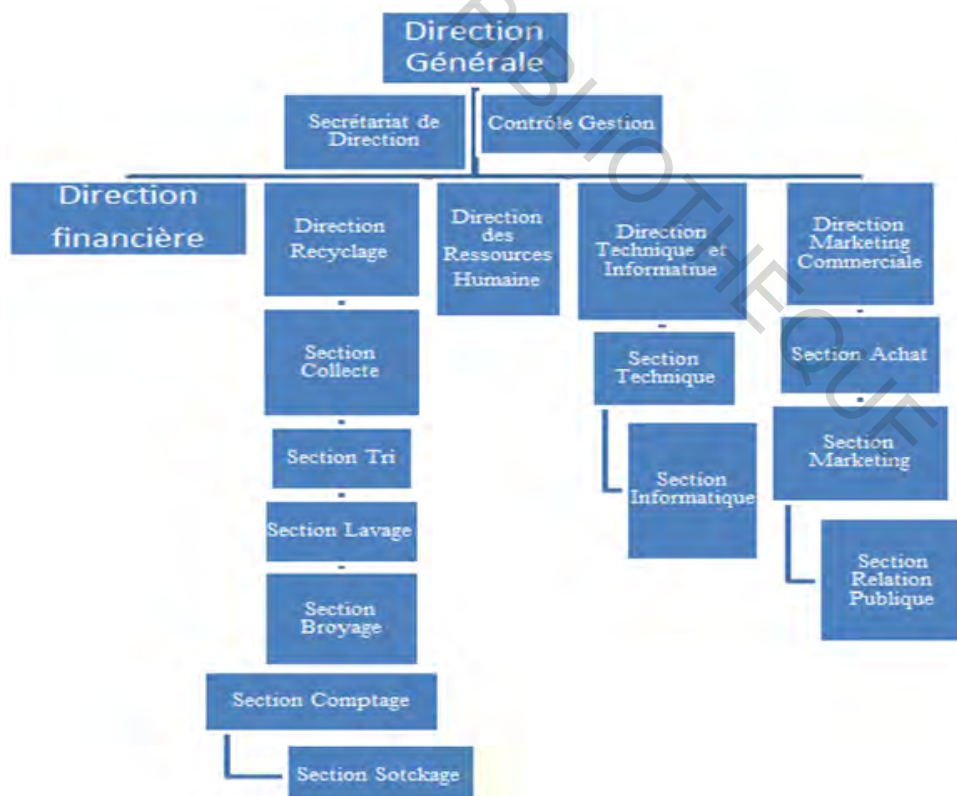 Direction
Générale
Secrétariat de
Direction
Contrôle Gestion
Direction
financière
Direction
Recyclage
Direction
des
Ressources
Humaine
Direction
Technique et
Informatiue
Direction
Marketing
Commerciale
Section
Collecte
Section Tri
Section Lavage
Section
Broyage
Section Comptage
Section Sotckage
Section
Technique
Section
Informatique
Section Achat
Section
Marketing
Section
Relation
Publique
BIBLIOTHEQUE